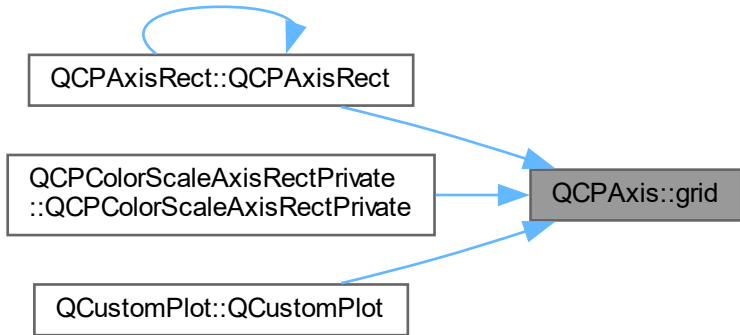 QCPAxisRect::QCPAxisRect
QCPColorScaleAxisRectPrivate
::QCPColorScaleAxisRectPrivate
QCPAxis::grid
QCustomPlot::QCustomPlot